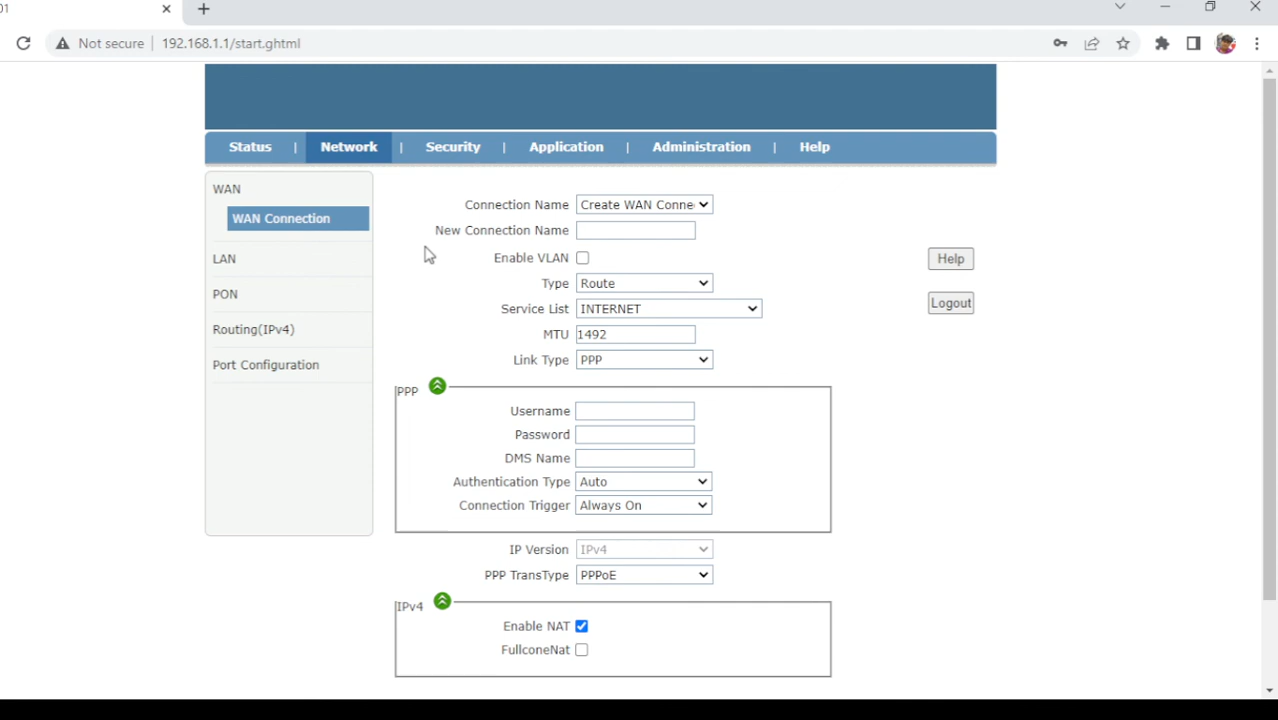 01
Not secure
192.168.1.1/start.ghtml
Status | Network | Security | Application | Administration | Help
WAN
WAN Connection
LAN
PON
Routing(IPv4)
Port Configuration
Connection Name Create WAN Conne
New Connection Name
Enable VLAN
Type Route
Service List INTERNET
MTU 1492
Link Type PPP
PPP
Username
Password
DMS Name
Authentication Type Auto
Connection Trigger Always On
IP Version IPv4
PPP TransType PPPoE
IPv4
Enable NAT
FullconeNat
Help
Logout